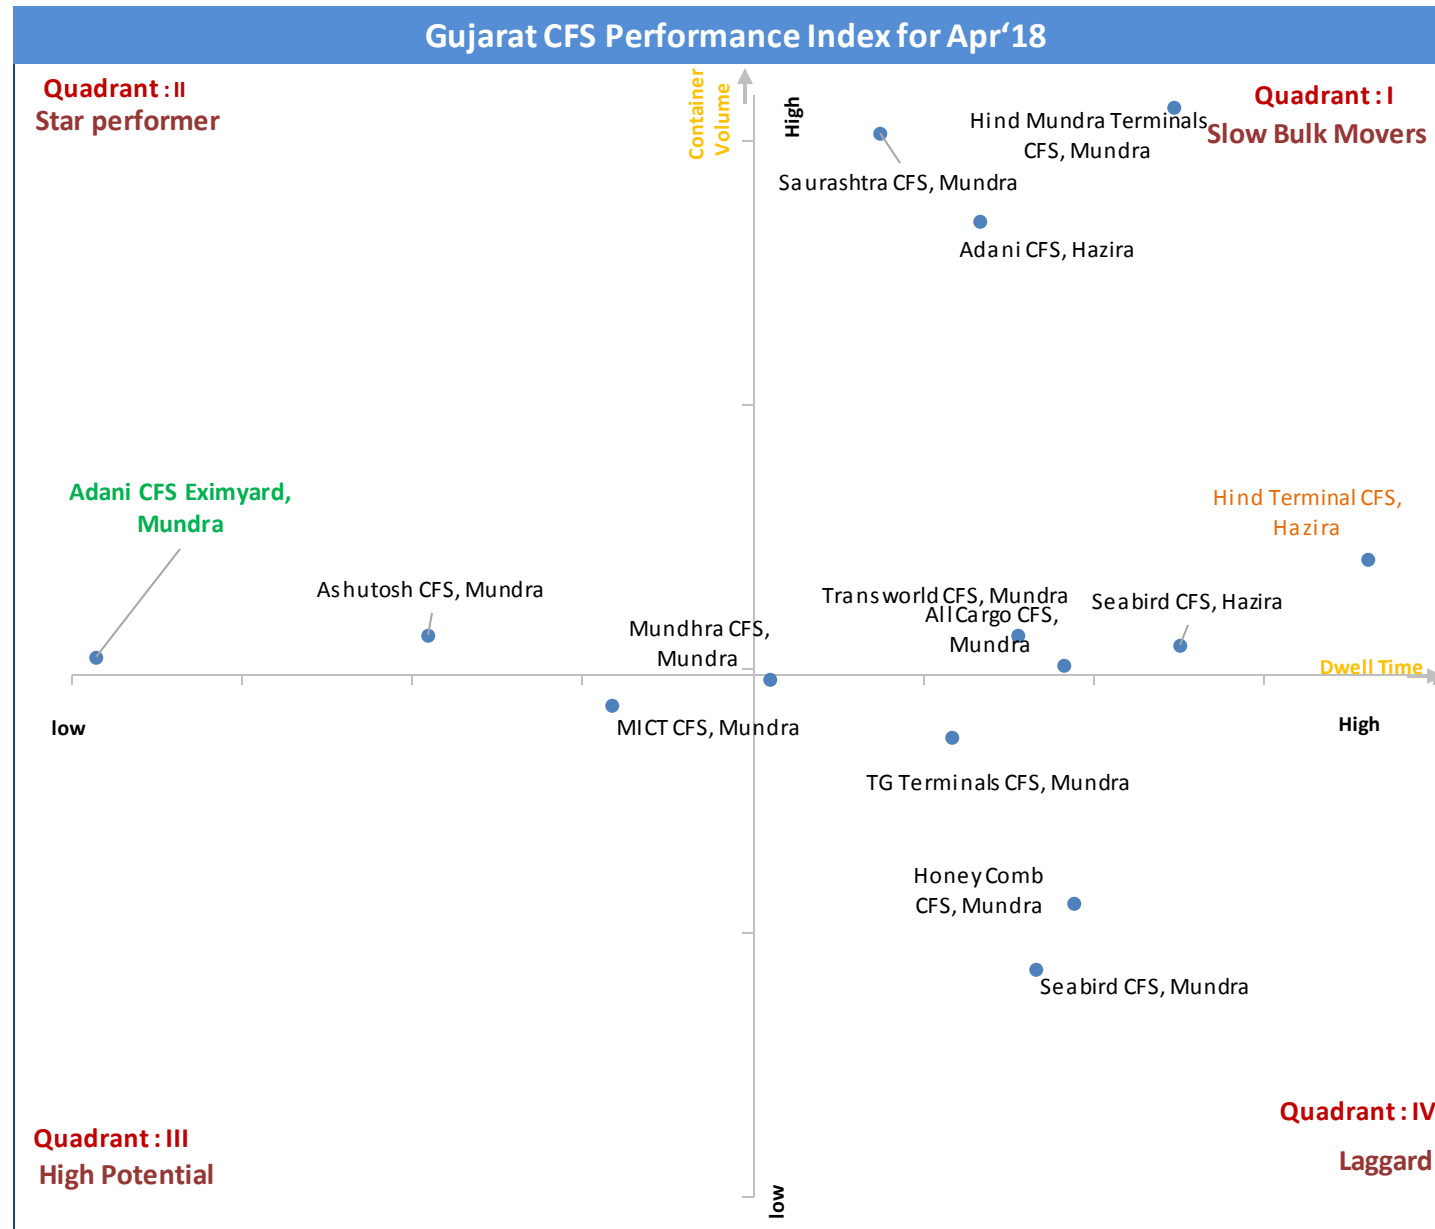 Gujarat CFS Performance Index for Apr‘18
Quadrant : II
Star performer
Container
Volume
High
Quadrant : I
Slow Bulk Movers
Hind Mundra Terminals
CFS, Mundra
Saurashtra CFS, Mundra
Adani CFS, Hazira
Adani CFS Eximyard,
Mundra
Hind Terminal CFS,
Hazira
Ashutosh CFS, Mundra
Transworld CFS, Mundra
All Cargo CFS,
Mundra
Seabird CFS, Hazira
Mundhra CFS,
Mundra
Dwell Time
low
MICT CFS, Mundra
High
TG Terminals CFS, Mundra
Honey Comb
CFS, Mundra
Seabird CFS, Mundra
Quadrant : III
High Potential
Quadrant : IV
Laggard
low